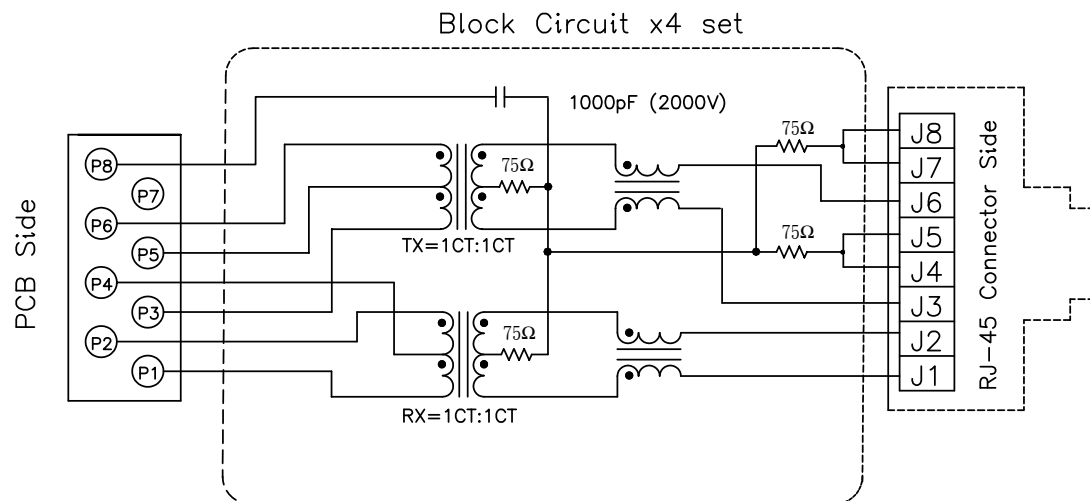 Block Circuit x4 set
1000pF (2000V)
PCB Side
P8
P7
P6
P5
P4
P3
P2
P1
75Ω
TX=1CT:1CT
75Ω
RX=1CT:1CT
75Ω
75Ω
J8
J7
J6
J5
J4
J3
J2
J1
RJ-45 Connector Side